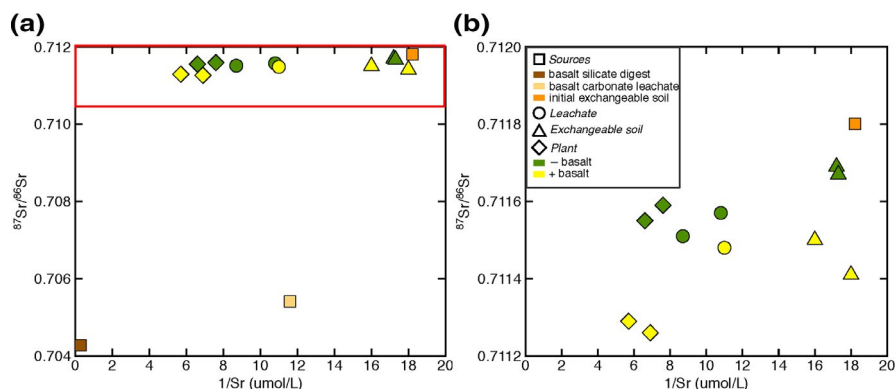 (a)
0.712
0.710
0.708
0.706
0.704
⁸⁷Sr/⁸⁶Sr
0 2 4 6 8 10 12 14 16 18 20
1/Sr (umol/L)
(b)
0.7120
0.7118
0.7116
0.7114
0.7112
⁸⁷Sr/⁸⁶Sr
Sources
basalt silicate digest
basalt carbonate leachate
initial exchangeable soil
Leachate
Exchangeable soil
Plant
− basalt
+ basalt
0 2 4 6 8 10 12 14 16 18 20
1/Sr (umol/L)